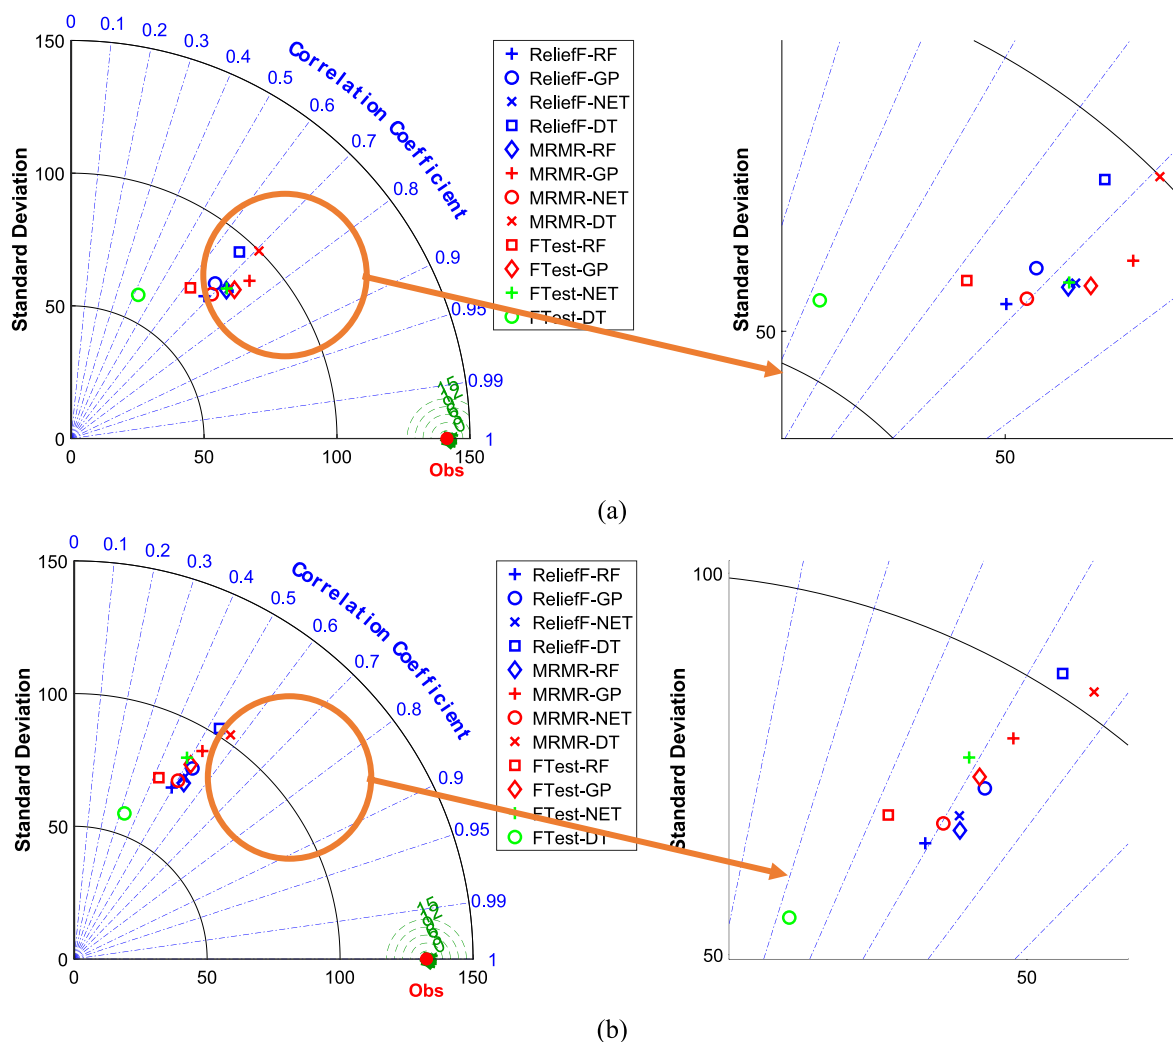 0
0.1
0.2
0.3
0.4
0.5
0.6
0.7
0.8
0.9
0.95
0.99
1
Correlation Coefficient
Standard Deviation
150
100
50
0
0
50
100
150
Obs
ReliefF-RF
ReliefF-GP
ReliefF-NET
ReliefF-DT
MRMR-RF
MRMR-GP
MRMR-NET
MRMR-DT
FTest-RF
FTest-GP
FTest-NET
FTest-DT
Standard Deviation
50
50
(a)
0
0.1
0.2
0.3
0.4
0.5
0.6
0.7
0.8
0.9
0.95
0.99
1
Correlation Coefficient
Standard Deviation
150
100
50
0
0
50
100
150
Obs
ReliefF-RF
ReliefF-GP
ReliefF-NET
ReliefF-DT
MRMR-RF
MRMR-GP
MRMR-NET
MRMR-DT
FTest-RF
FTest-GP
FTest-NET
FTest-DT
Standard Deviation
100
50
50
(b)